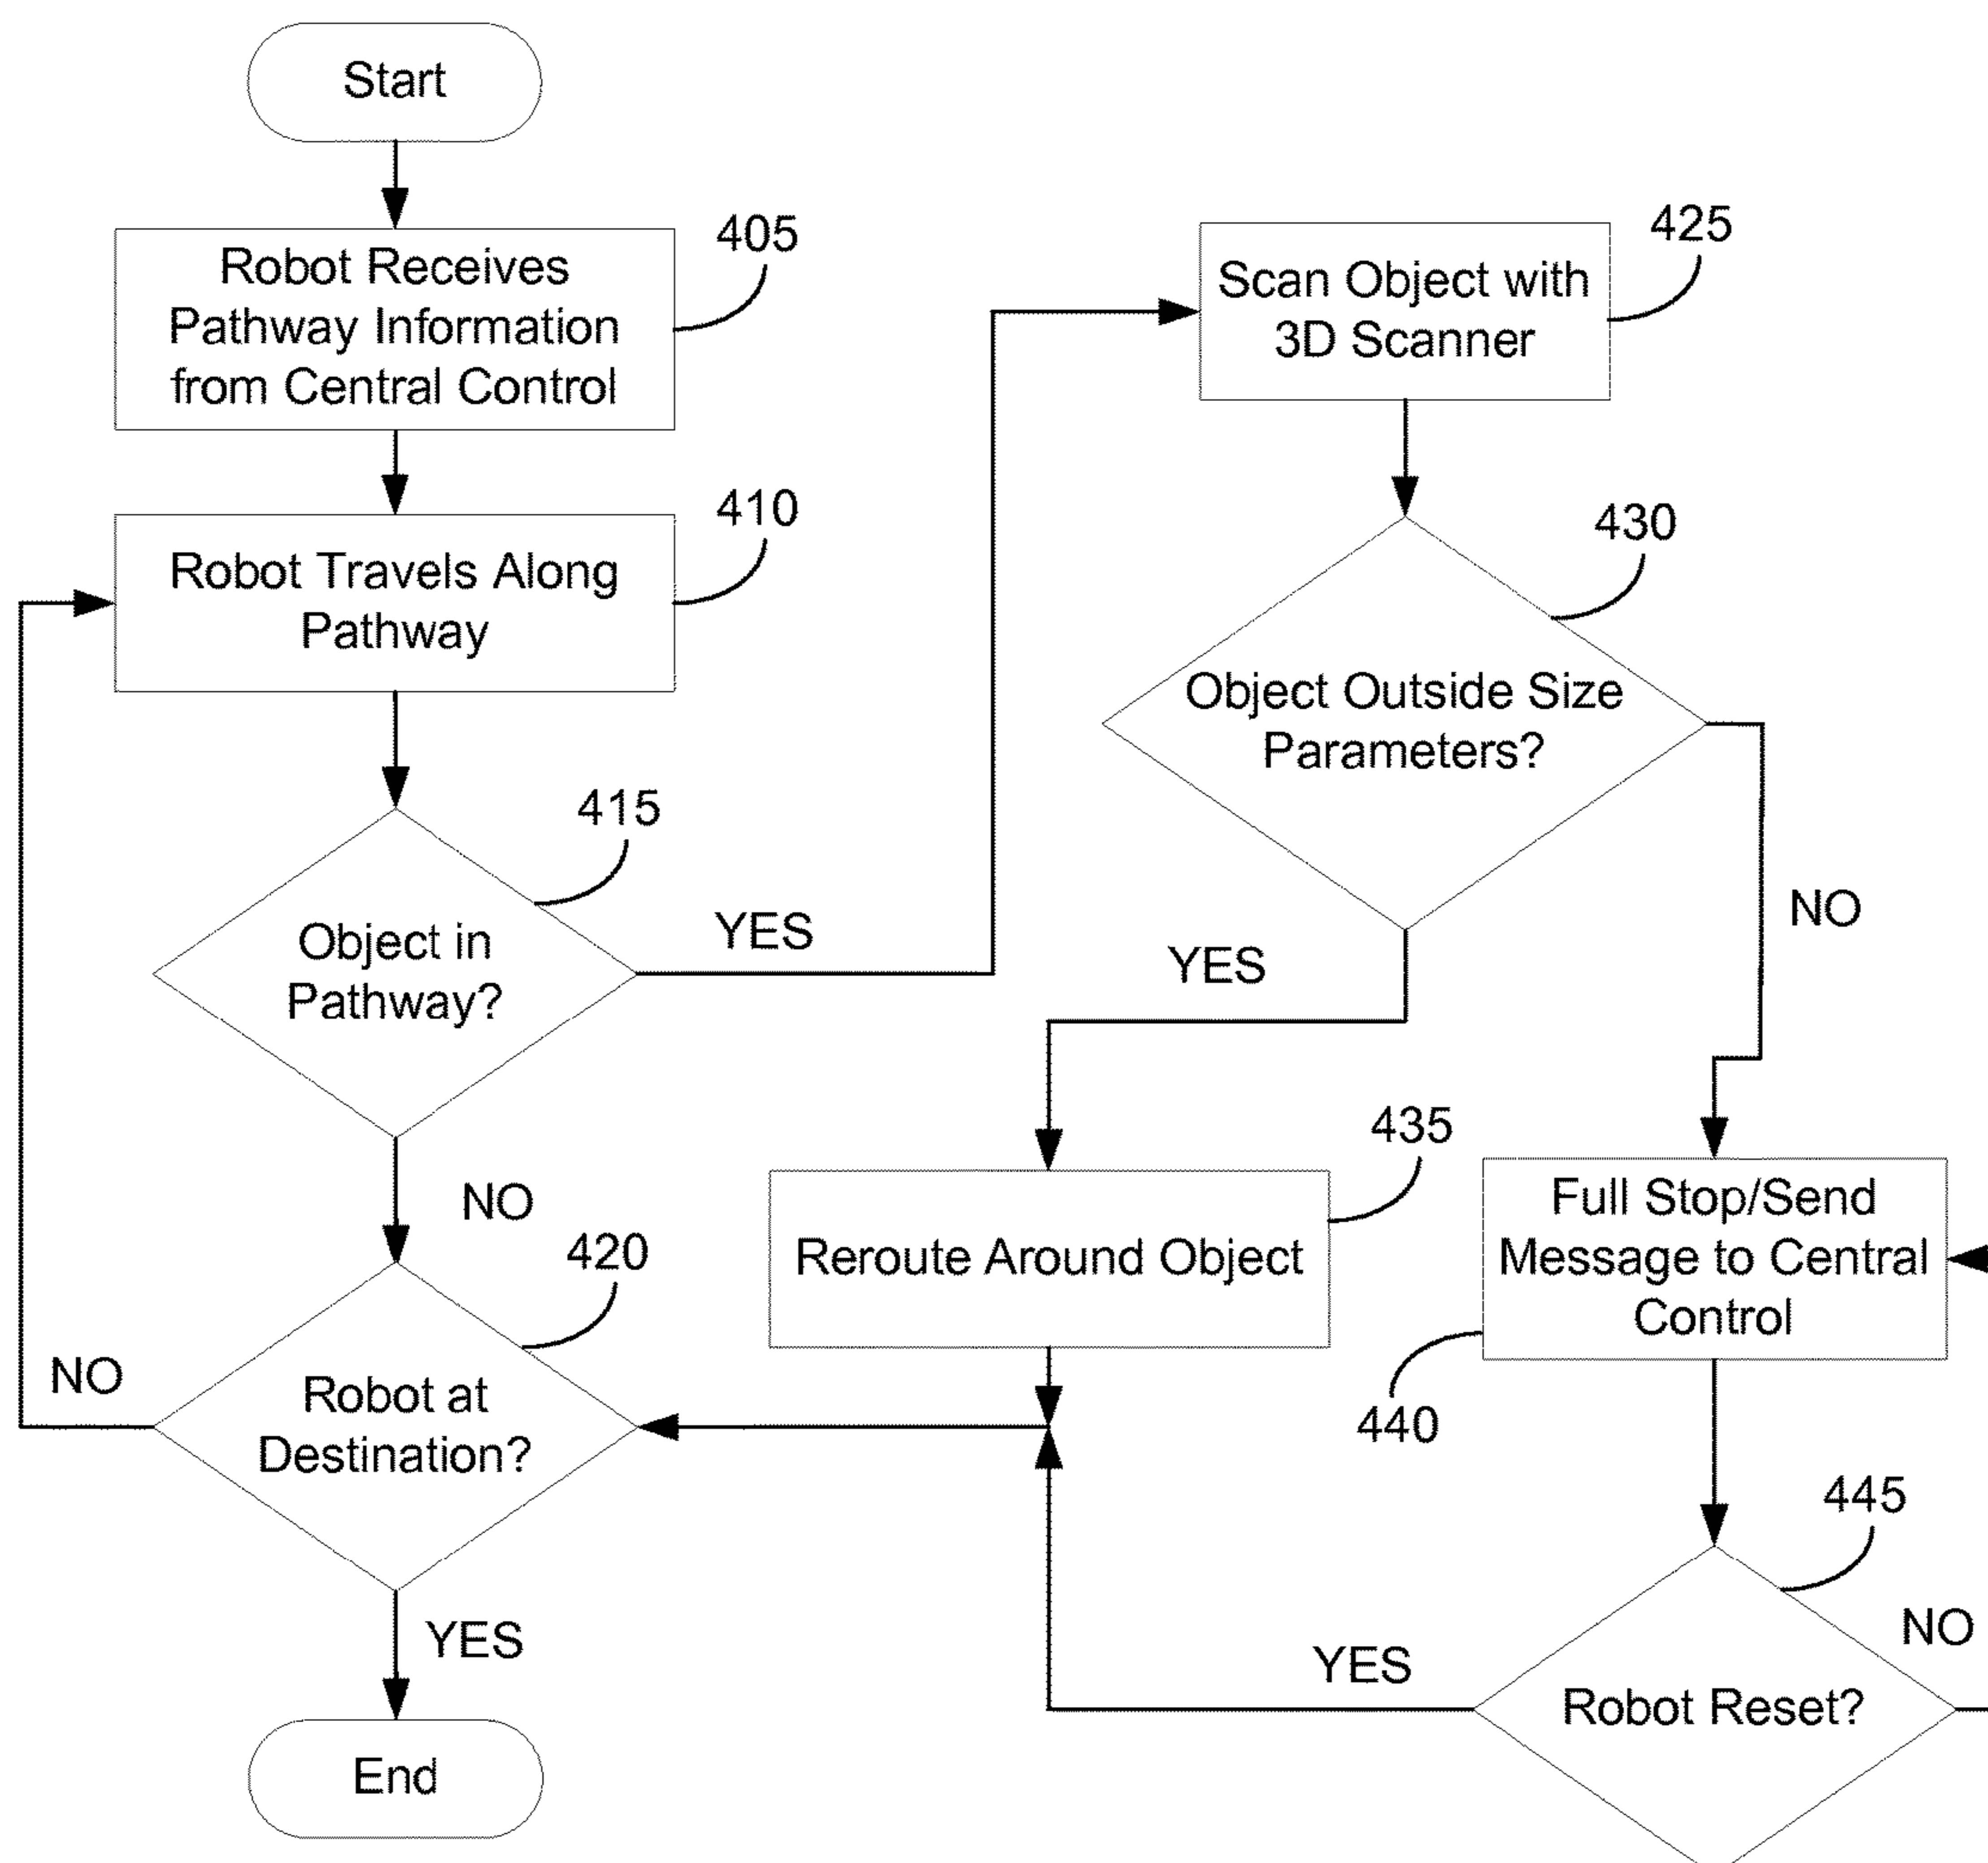 Start
405
Robot Receives
Pathway Information
from Central Control
410
Robot Travels Along
Pathway
415
Object in
Pathway?
YES
NO
420
Robot at
Destination?
NO
YES
End
425
Scan Object with
3D Scanner
430
Object Outside Size
Parameters?
YES
NO
435
Reroute Around Object
Full Stop/Send
Message to Central
Control
440
445
Robot Reset?
YES
NO